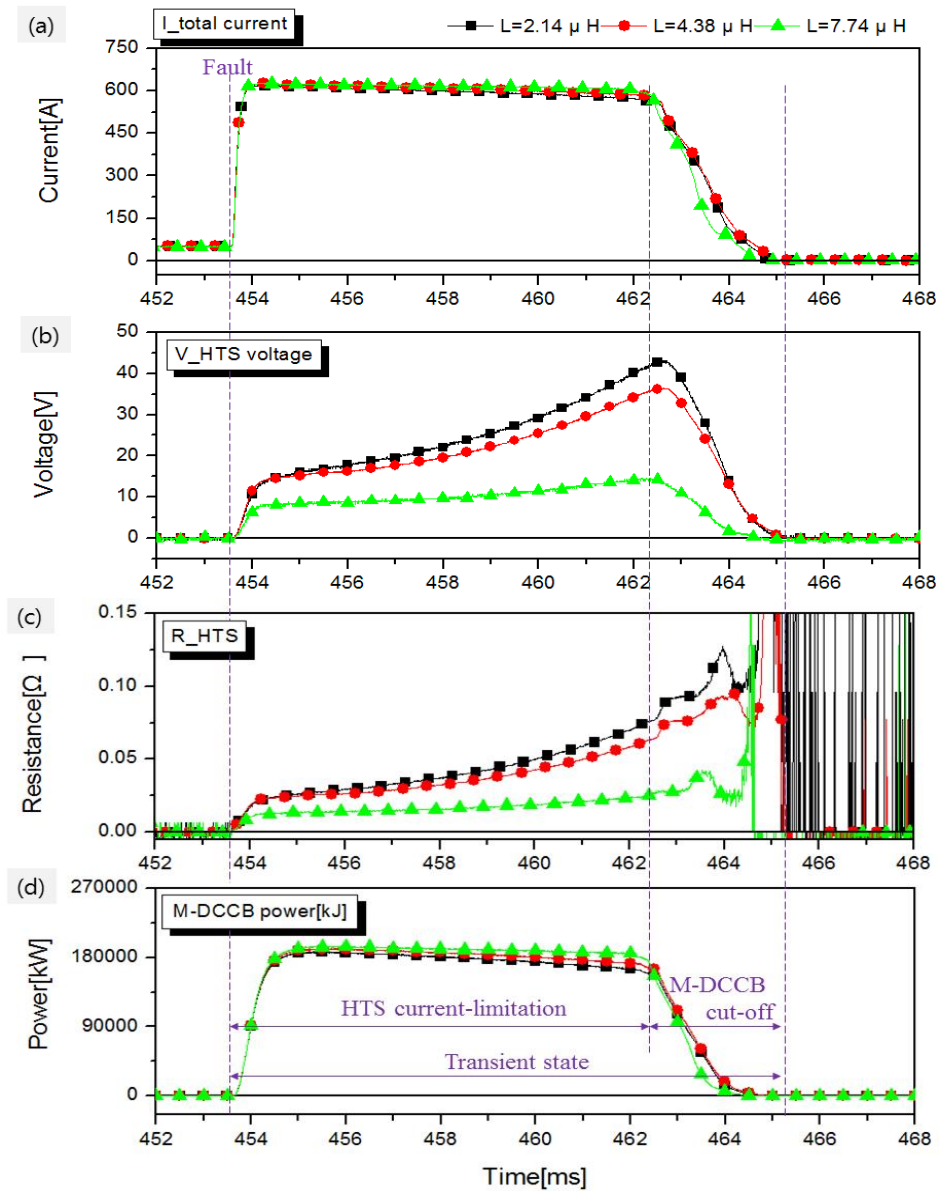 (a)
I_total current
L=2.14 μ H
L=4.38 μ H
L=7.74 μ H
750
600
450
300
150
0
Current[A]
Fault
452 454 456 458 460 462 464 466 468
(b)
V_HTS voltage
50
40
30
20
10
0
Voltage[V]
452 454 456 458 460 462 464 466 468
(c)
R_HTS
0.15
0.10
0.05
0.00
Resistance[Ω ]
452 454 456 458 460 462 464 466 468
(d)
M-DCCB power[kJ]
270000
180000
90000
0
Power[kW]
HTS current-limitation
M-DCCB
cut-off
Transient state
452 454 456 458 460 462 464 466 468
Time[ms]